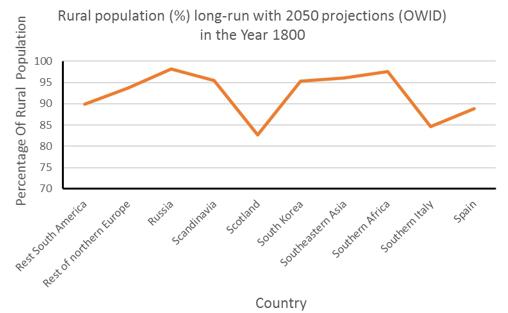 Rural population (%) long-run with 2050 projections (OWID)
in the Year 1800
Percentage Of Rural Population
100
95
90
85
80
75
70
Rest South America
Rest of northern Europe
Russia
Scandinavia
Scotland
South Korea
Southeastern Asia
Southern Africa
Southern Italy
Spain
Country